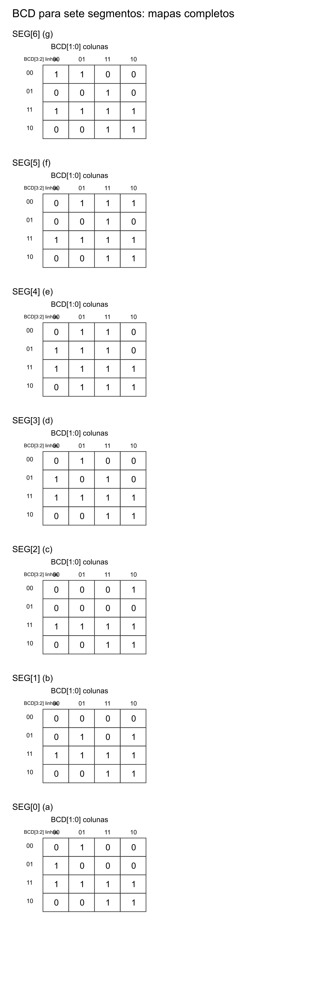 BCD para sete segmentos: mapas completos
SEG[6] (g)
BCD[1:0] colunas
BCD[3:2] linhas 00 01 11 10
00 1 1 0 0
01 0 0 1 0
11 1 1 1 1
10 0 0 1 1
SEG[5] (f)
BCD[1:0] colunas
BCD[3:2] linhas 00 01 11 10
00 0 1 1 1
01 0 0 1 0
11 1 1 1 1
10 0 0 1 1
SEG[4] (e)
BCD[1:0] colunas
BCD[3:2] linhas 00 01 11 10
00 0 1 1 0
01 1 1 1 0
11 1 1 1 1
10 0 1 1 1
SEG[3] (d)
BCD[1:0] colunas
BCD[3:2] linhas 00 01 11 10
00 0 1 0 0
01 1 0 1 0
11 1 1 1 1
10 0 0 1 1
SEG[2] (c)
BCD[1:0] colunas
BCD[3:2] linhas 00 01 11 10
00 0 0 0 1
01 0 0 0 0
11 1 1 1 1
10 0 0 1 1
SEG[1] (b)
BCD[1:0] colunas
BCD[3:2] linhas 00 01 11 10
00 0 0 0 0
01 0 1 0 1
11 1 1 1 1
10 0 0 1 1
SEG[0] (a)
BCD[1:0] colunas
BCD[3:2] linhas 00 01 11 10
00 0 1 0 0
01 1 0 0 0
11 1 1 1 1
10 0 0 1 1